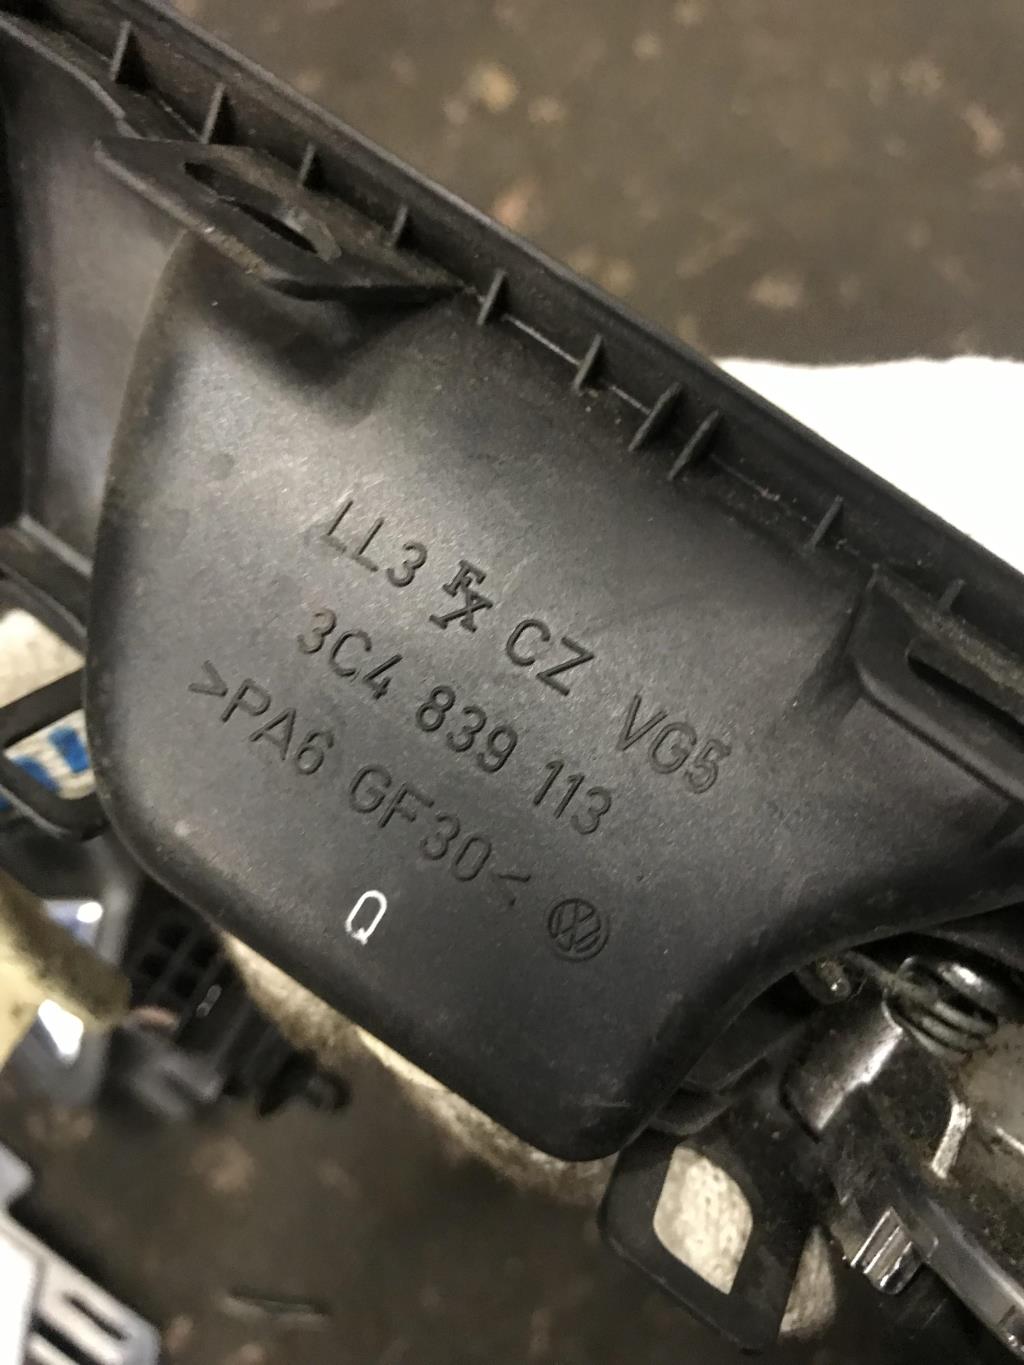 LL3 FX CZ VG5
3C4 839 113
>PA6 GF30<
Q